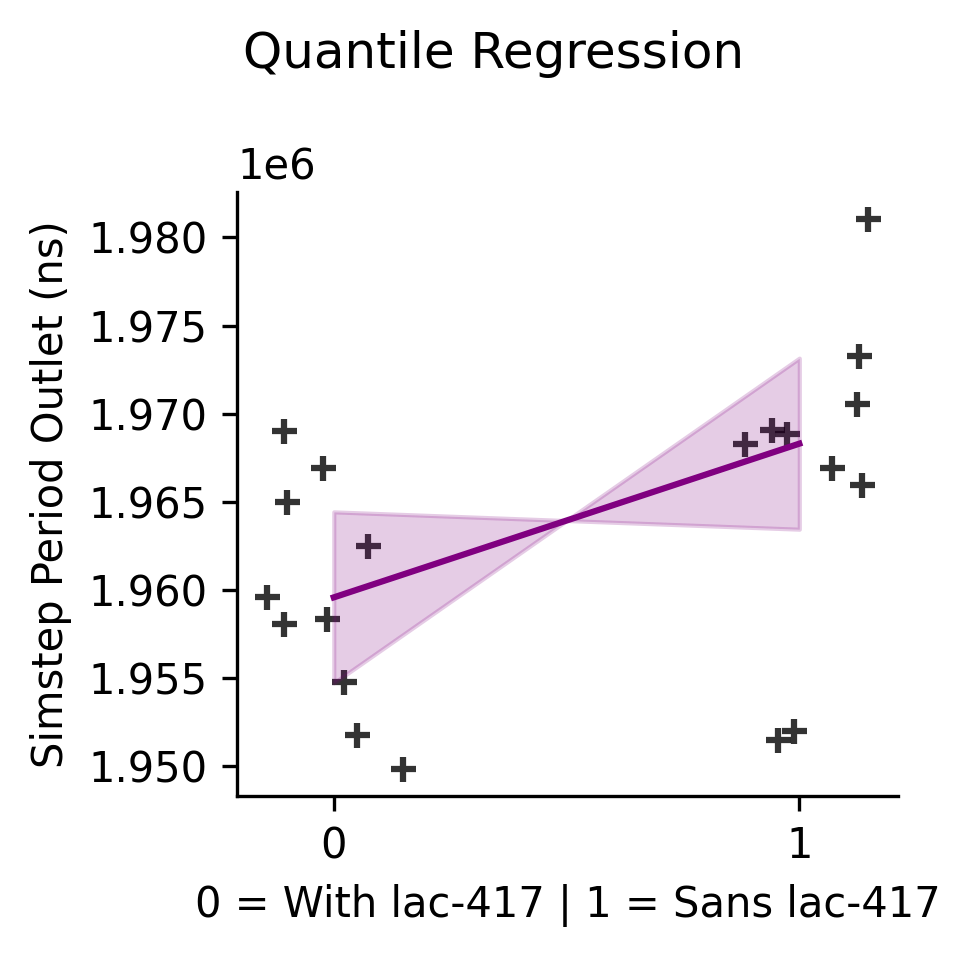 Quantile Regression
1e6
1.980
1.975
1.970
1.965
1.960
1.955
1.950
Simstep Period Outlet (ns)
0 1
0 = With lac-417 | 1 = Sans lac-417